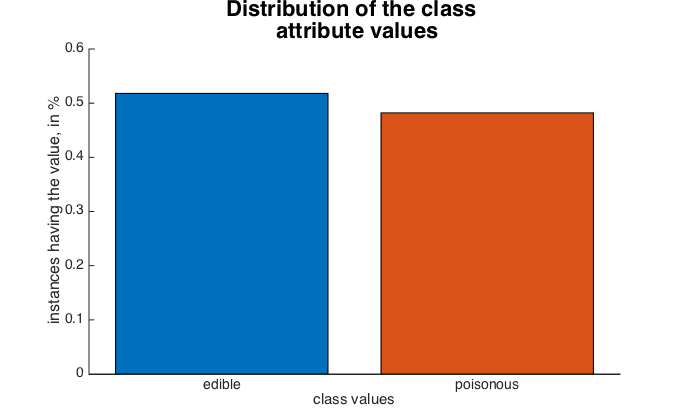 Distribution of the class
attribute values
instances having the value, in %
0.6
0.5
0.4
0.3
0.2
0.1
0
edible
poisonous
class values